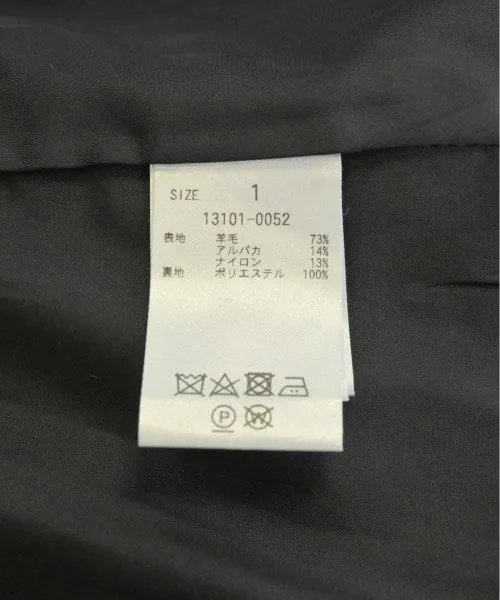 SIZE 1
13101-0052
表地 羊毛 73%
アルパカ 14%
ナイロン 13%
裏地 ポリエステル 100%
P W